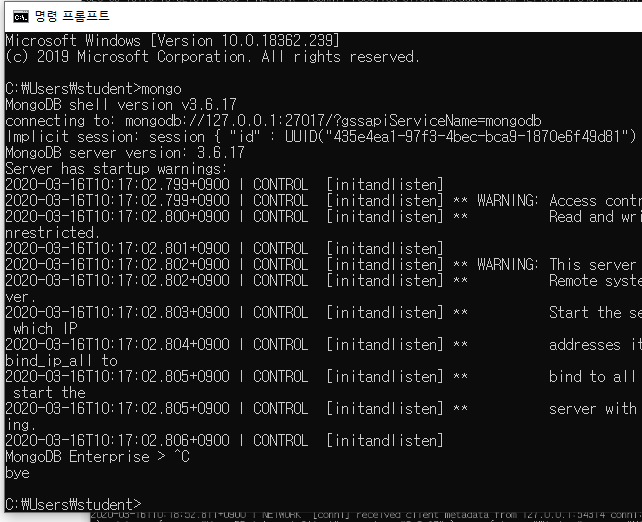 명령 프롬프트
Microsoft Windows [Version 10.0.18362.239]
(c) 2019 Microsoft Corporation. All rights reserved.
C:\Users\student>mongo
MongoDB shell version v3.6.17
connecting to: mongodb://127.0.0.1:27017/?gssapiServiceName=mongodb
Implicit session: session { "id" : UUID("435e4ea1-97f3-4bec-bca9-1870e6f49d81")
MongoDB server version: 3.6.17
Server has startup warnings:
2020-03-16T10:17:02.799+0900 I CONTROL  [initandlisten]
2020-03-16T10:17:02.799+0900 I CONTROL  [initandlisten] ** WARNING: Access contr
2020-03-16T10:17:02.800+0900 I CONTROL  [initandlisten] **          Read and wri
nrestricted.
2020-03-16T10:17:02.801+0900 I CONTROL  [initandlisten]
2020-03-16T10:17:02.802+0900 I CONTROL  [initandlisten] ** WARNING: This server
2020-03-16T10:17:02.802+0900 I CONTROL  [initandlisten] **          Remote syste
ver.
2020-03-16T10:17:02.803+0900 I CONTROL  [initandlisten] **          Start the se
which IP
2020-03-16T10:17:02.804+0900 I CONTROL  [initandlisten] **          addresses it
bind_ip_all to
2020-03-16T10:17:02.805+0900 I CONTROL  [initandlisten] **          bind to all
start the
2020-03-16T10:17:02.805+0900 I CONTROL  [initandlisten] **          server with
ing.
2020-03-16T10:17:02.806+0900 I CONTROL  [initandlisten]
MongoDB Enterprise > ^C
bye
C:\Users\student>
received client metadata from 127.0.0.1:54314